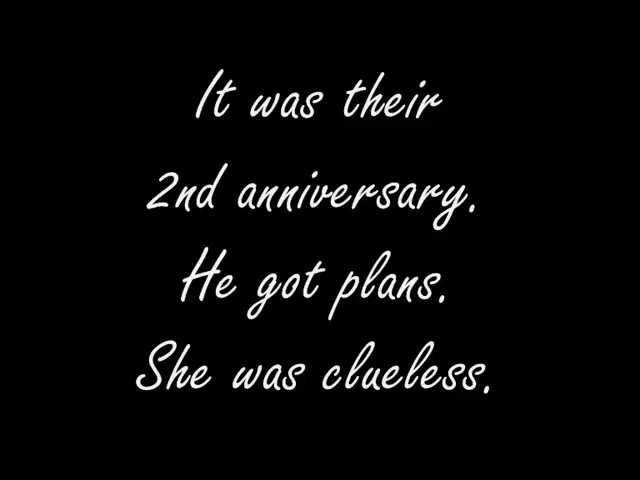 It was their
2nd anniversary.
He got plans.
She was clueless.